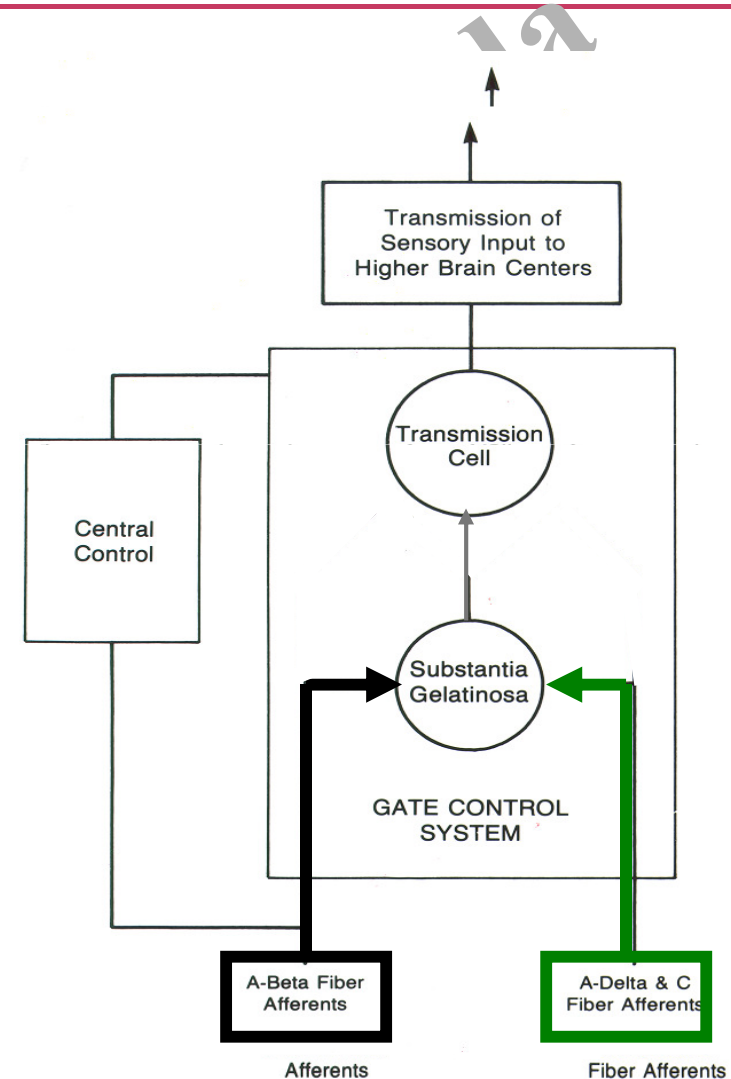 Transmission of
Sensory Input to
Higher Brain Centers
Transmission
Cell
Central
Control
Substantia
Gelatinosa
GATE CONTROL
SYSTEM
A-Beta Fiber
Afferents
A-Delta & C
Fiber Afferents
Afferents
Fiber Afferents